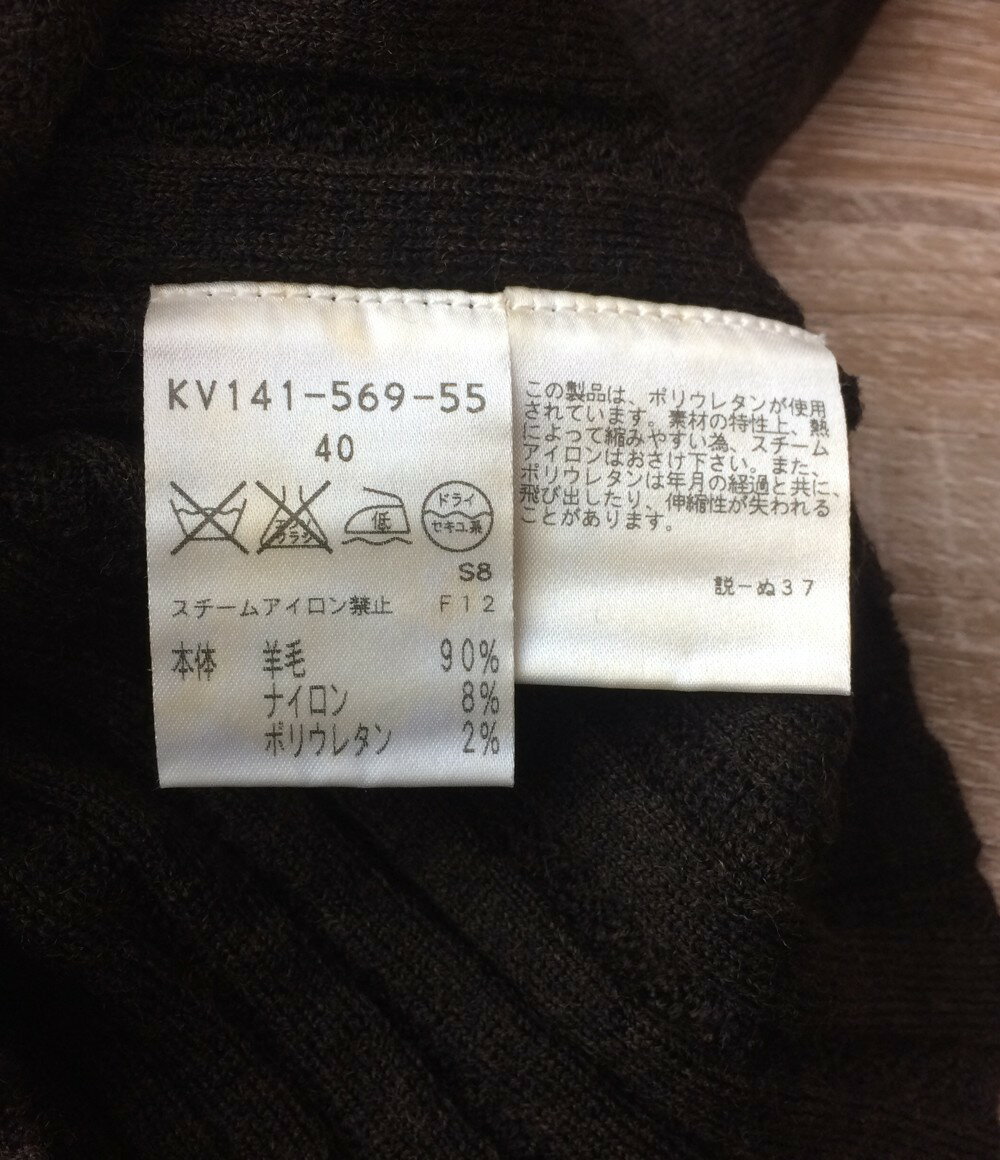 KV141-569-55
40
低
ドライ
セキユ系
S8
スチームアイロン禁止 F12
本体 羊毛 90%
ナイロン 8%
ポリウレタン 2%
この製品は、ポリウレタンが使用
されています。素材の特性上、熱
によって縮みやすい為、スチーム
アイロンはおさけ下さい。また、
ポリウレタンは年月の経過と共に、
飛び出したり、伸縮性が失われる
ことがあります。
説-ぬ37